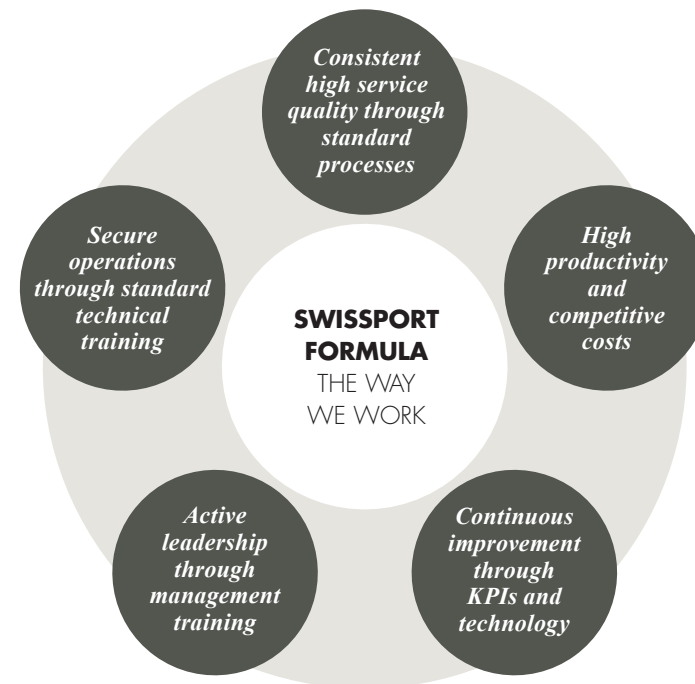 Consistent
high service
quality through
standard
processes
Secure
operations
through standard
technical
training
High
productivity
and
competitive
costs
SWISSPORT
FORMULA
THE WAY
WE WORK
Active
leadership
through
management
training
Continuous
improvement
through
KPIs and
technology